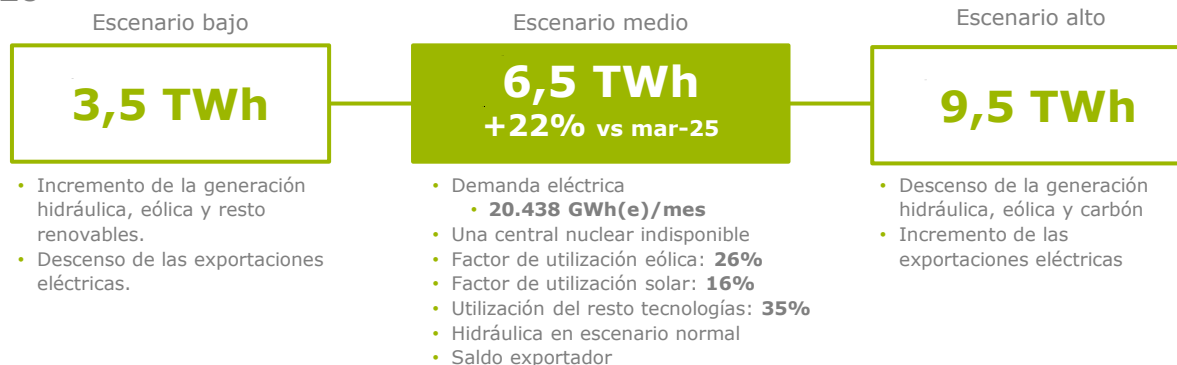 Escenario bajo
3,5 TWh
• Incremento de la generación
hidráulica, eólica y resto
renovables.
• Descenso de las exportaciones
eléctricas.
Escenario medio
6,5 TWh
+22% vs mar-25
• Demanda eléctrica
• 20.438 GWh(e)/mes
• Una central nuclear indisponible
• Factor de utilización eólica: 26%
• Factor de utilización solar: 16%
• Utilización del resto tecnologías: 35%
• Hidráulica en escenario normal
• Saldo exportador
Escenario alto
9,5 TWh
• Descenso de la generación
hidráulica, eólica y carbón
• Incremento de las
exportaciones eléctricas